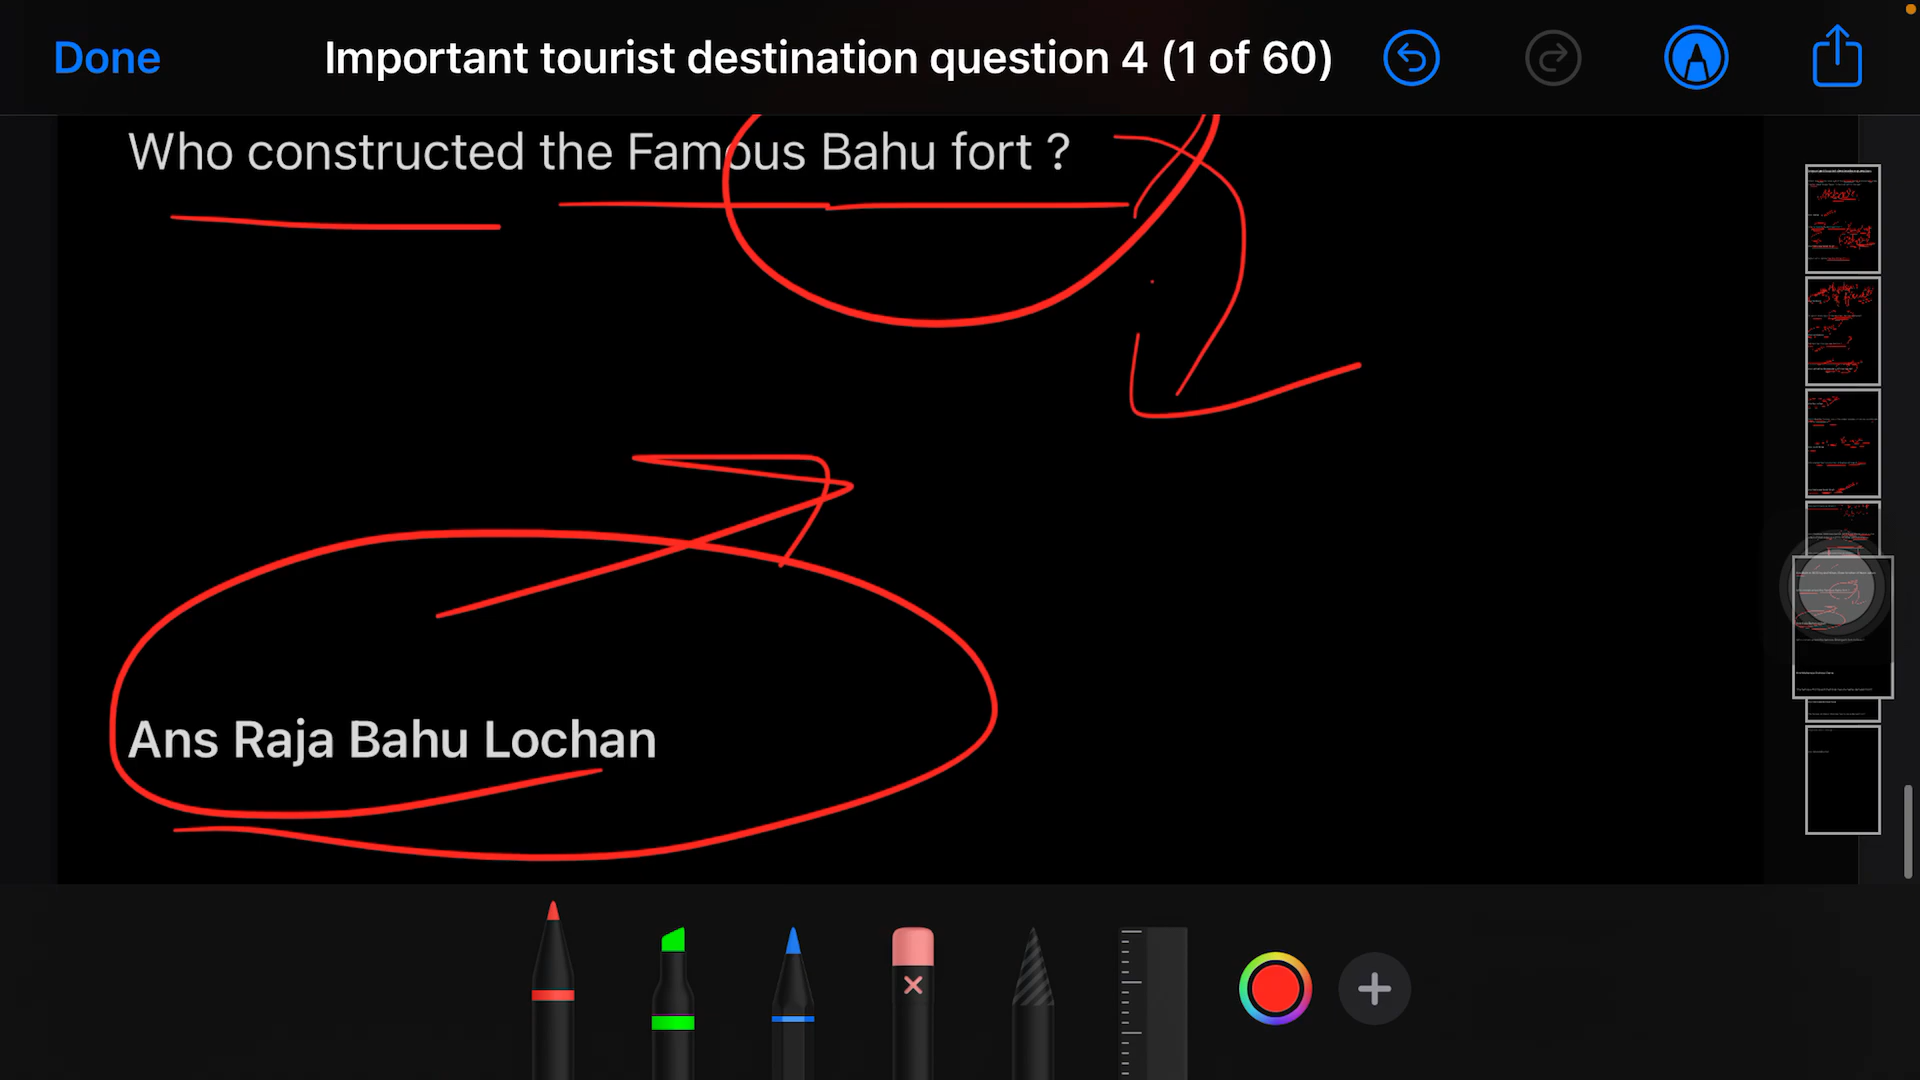 Done
Important tourist destination question 4 (1 of 60)
Who constructed the Famous Bahu fort ?
Ans Raja Bahu Lochan